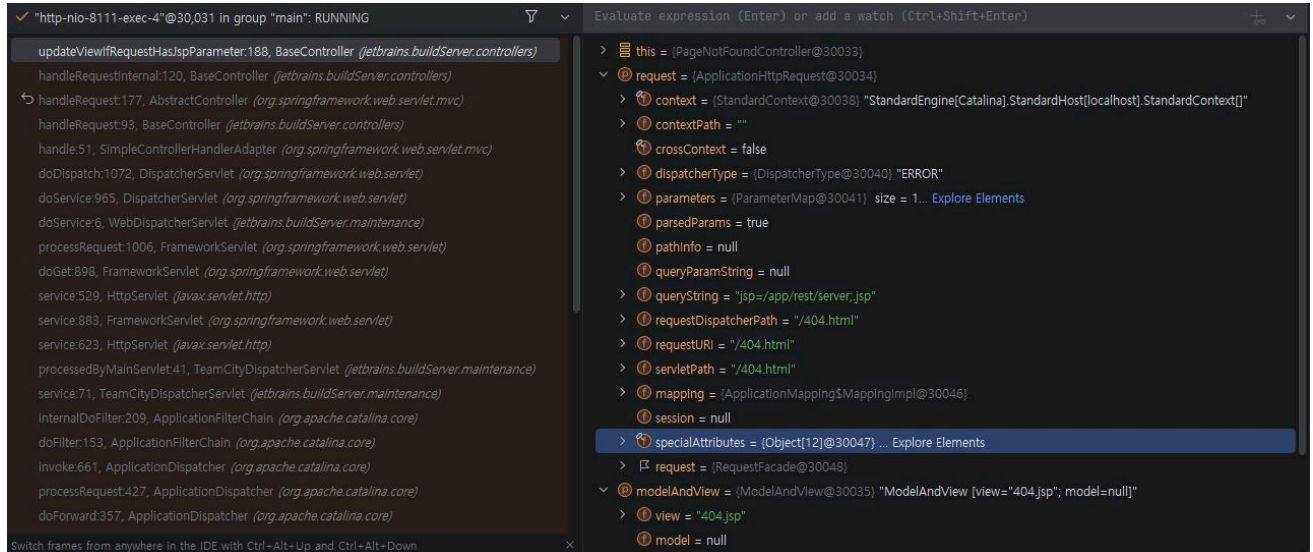 "http-nio-8111-exec-4"@30,031 in group "main": RUNNING
updateViewIfRequestHasJspParameter:188, BaseController (jetbrains.buildServer.controllers)
handleRequestInternal:120, BaseController (jetbrains.buildServer.controllers)
handleRequest:177, AbstractController (org.springframework.web.servlet.mvc)
handleRequest:93, BaseController (jetbrains.buildServer.controllers)
handle:51, SimpleControllerHandlerAdapter (org.springframework.web.servlet.mvc)
doDispatch:1072, DispatcherServlet (org.springframework.web.servlet)
doService:965, DispatcherServlet (org.springframework.web.servlet)
doService:6, WebDispatcherServlet (jetbrains.buildServer.maintenance)
processRequest:1006, FrameworkServlet (org.springframework.web.servlet)
doGet:898, FrameworkServlet (org.springframework.web.servlet)
service:529, HttpServlet (javax.servlet.http)
service:883, FrameworkServlet (org.springframework.web.servlet)
service:623, HttpServlet (javax.servlet.http)
processedByMainServlet:41, TeamCityDispatcherServlet (jetbrains.buildServer.maintenance)
service:71, TeamCityDispatcherServlet (jetbrains.buildServer.maintenance)
internalDoFilter:209, ApplicationFilterChain (org.apache.catalina.core)
doFilter:153, ApplicationFilterChain (org.apache.catalina.core)
invoke:661, ApplicationDispatcher (org.apache.catalina.core)
processRequest:427, ApplicationDispatcher (org.apache.catalina.core)
doForward:357, ApplicationDispatcher (org.apache.catalina.core)
Switch frames from anywhere in the IDE with Ctrl+Alt+Up and Ctrl+Alt+Down
Evaluate expression (Enter) or add a watch (Ctrl+Shift+Enter)
this = {PageNotFoundController@30033}
request = {ApplicationHttpRequest@30034}
context = {StandardContext@30038} "StandardEngine[Catalina].StandardHost[localhost].StandardContext[]"
contextPath = ""
crossContext = false
dispatcherType = {DispatcherType@30040} "ERROR"
parameters = {ParameterMap@30041} size = 1... Explore Elements
parsedParams = true
pathInfo = null
queryParamString = null
queryString = "jsp=/app/rest/server;.jsp"
requestDispatcherPath = "/404.html"
requestURI = "/404.html"
servletPath = "/404.html"
mapping = {ApplicationMapping$MappingImpl@30046}
session = null
specialAttributes = {Object[12]@30047} ... Explore Elements
request = {RequestFacade@30048}
modelAndView = {ModelAndView@30035} "ModelAndView [view="404.jsp"; model=null]"
view = "404.jsp"
model = null